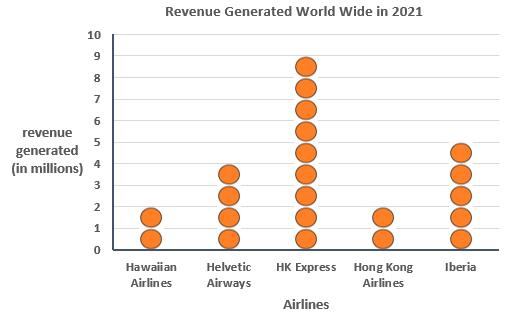 Revenue Generated World Wide in 2021
10
9
8
7
6
5
4
3
2
1
0
revenue
generated
(in millions)
Hawaiian
Airlines
Helvetic
Airways
HK Express
Hong Kong
Airlines
Iberia
Airlines